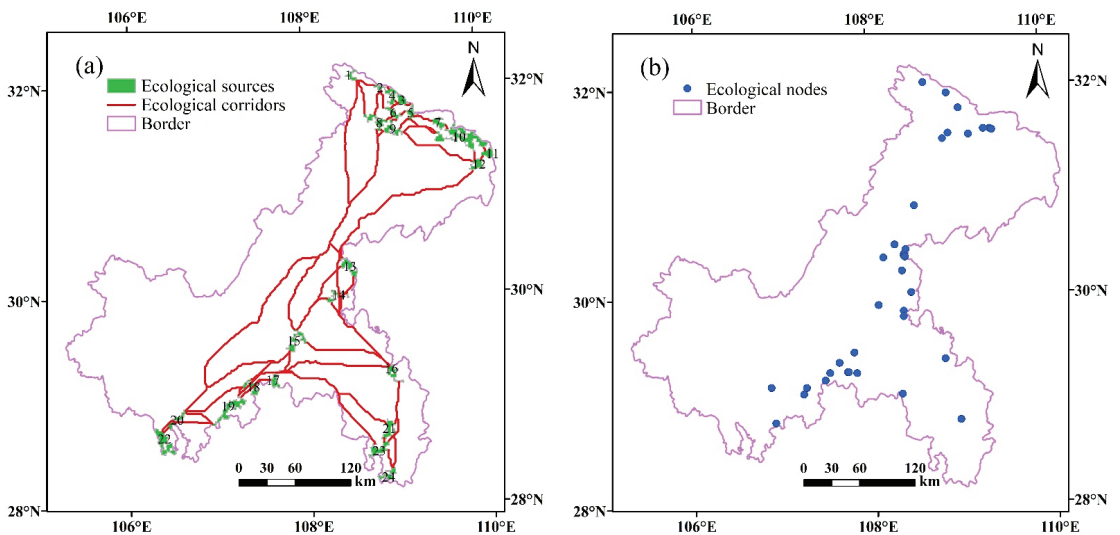 106°E 108°E 110°E
(a)
N
Ecological sources
Ecological corridors
Border
32°N
32°N
1
2
4
3
5
6
7
8
9
10
11
12
13
14
30°N
30°N
15
16
17
18
19
20
21
22
23
24
0 30 60 120
km
28°N
28°N
106°E 108°E 110°E
106°E 108°E 110°E
(b)
N
Ecological nodes
Border
32°N
32°N
30°N
30°N
0 30 60 120
km
28°N
28°N
106°E 108°E 110°E